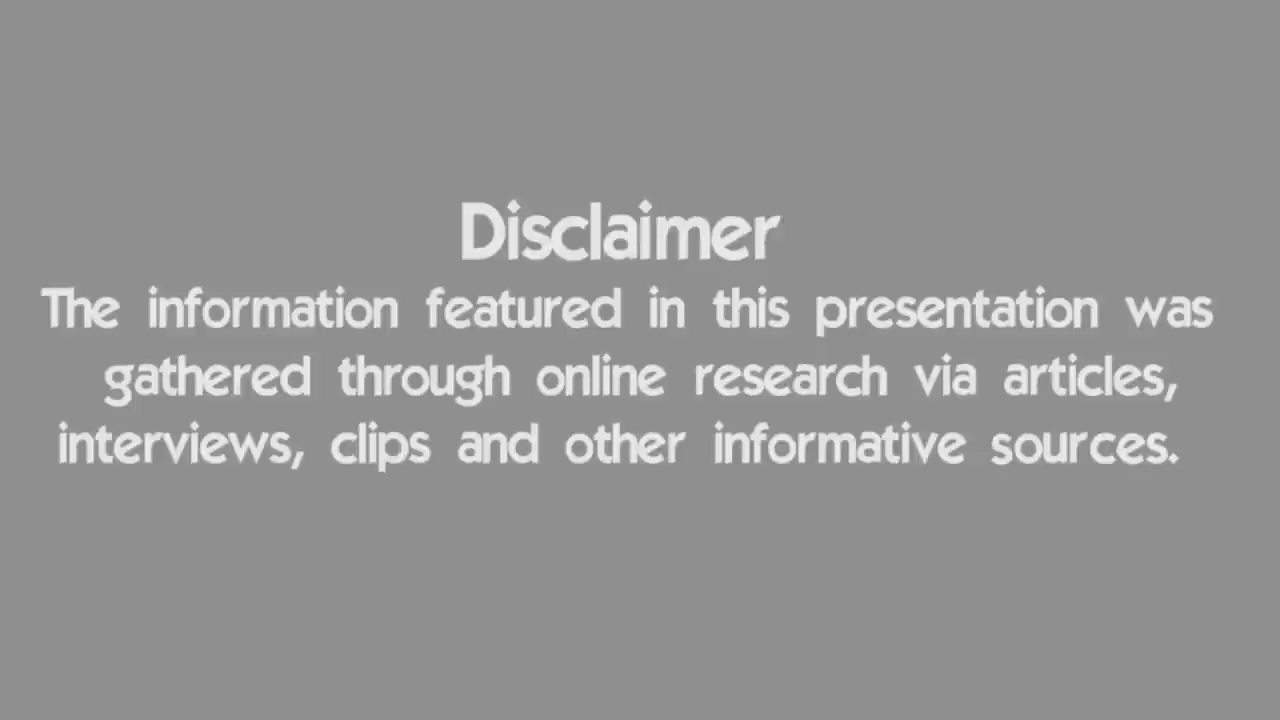 Disclaimer
The information featured in this presentation was
gathered through online research via articles,
interviews, clips and other informative sources.